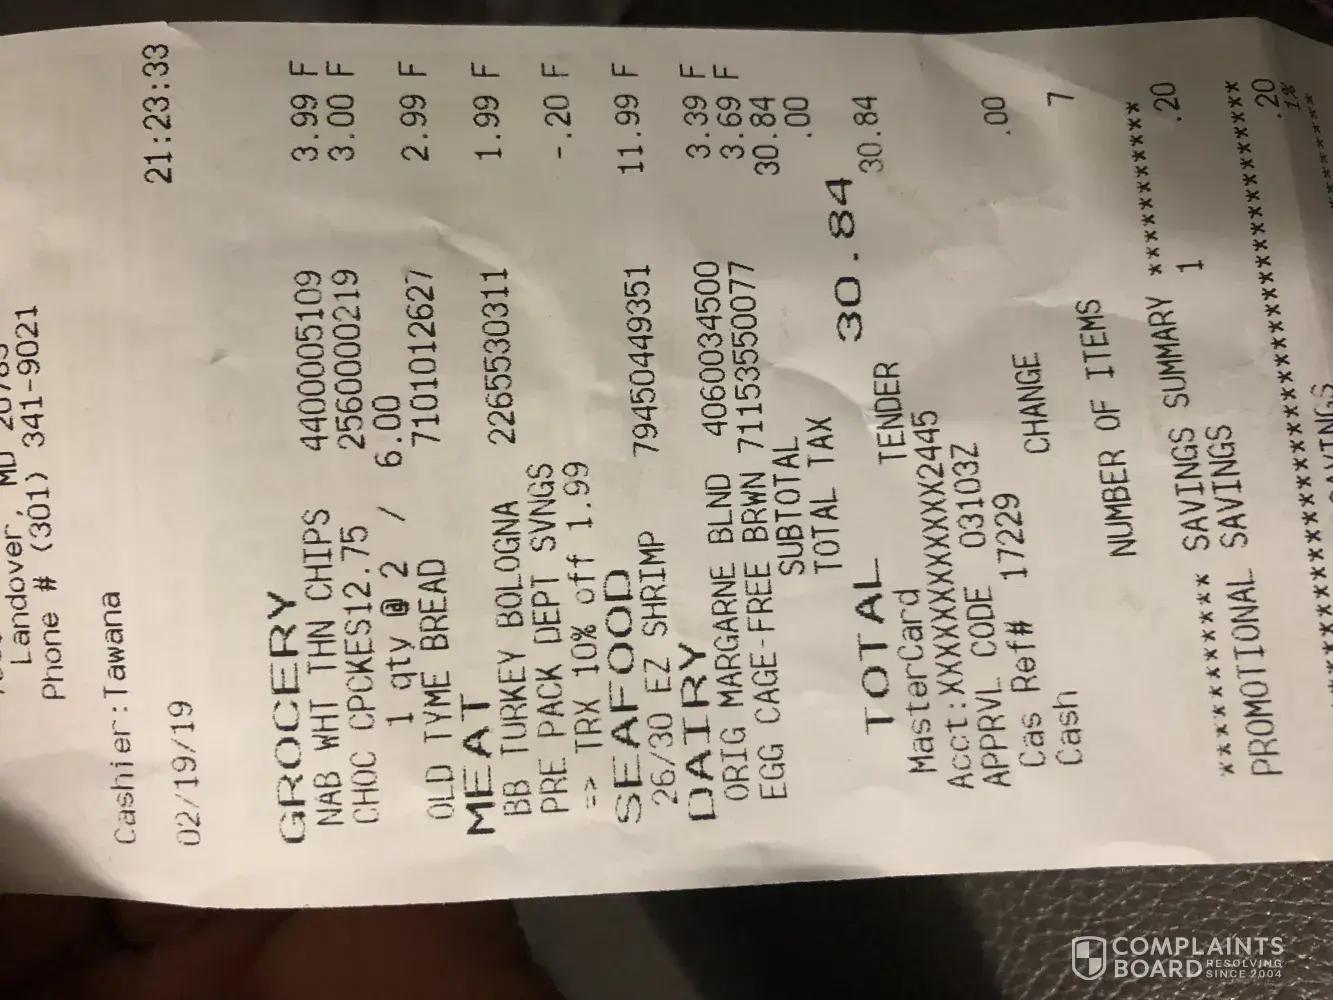 Landover, MD
Phone # (301) 341-9021
Cashier:Tawana
02/19/19 21:23:33
GROCERY
NAB WHT THN CHIPS 4400005109 3.99 F
CHOC CPCKES12.75 2560000219 3.00 F
1 qty @ 2 / 6.00
OLD TYME BREAD 7101012627 2.99 F
MEAT
BB TURKEY BOLOGNA 2265530311 1.99 F
PRE PACK DEPT SVNGS -.20 F
=> TRX 10% off 1.99
SEAFOOD
26/30 EZ SHRIMP 79450449351 11.99 F
DAIRY
ORIG MARGARNE BLND 4060034500 3.39 F
EGG CAGE-FREE BRWN 71153550077 3.69 F
SUBTOTAL 30.84
TOTAL TAX .00
TOTAL 30.84
TENDER
MasterCard 30.84
Acct:XXXXXXXXXXXX2445
APPRVL CODE 03103Z
Cas Ref# 17229
Cash CHANGE .00
NUMBER OF ITEMS 7
********** SAVINGS SUMMARY **********
PROMOTIONAL SAVINGS 1 .20
.20
1%
COMPLAINTS
BOARD RESOLVING
SINCE 2004